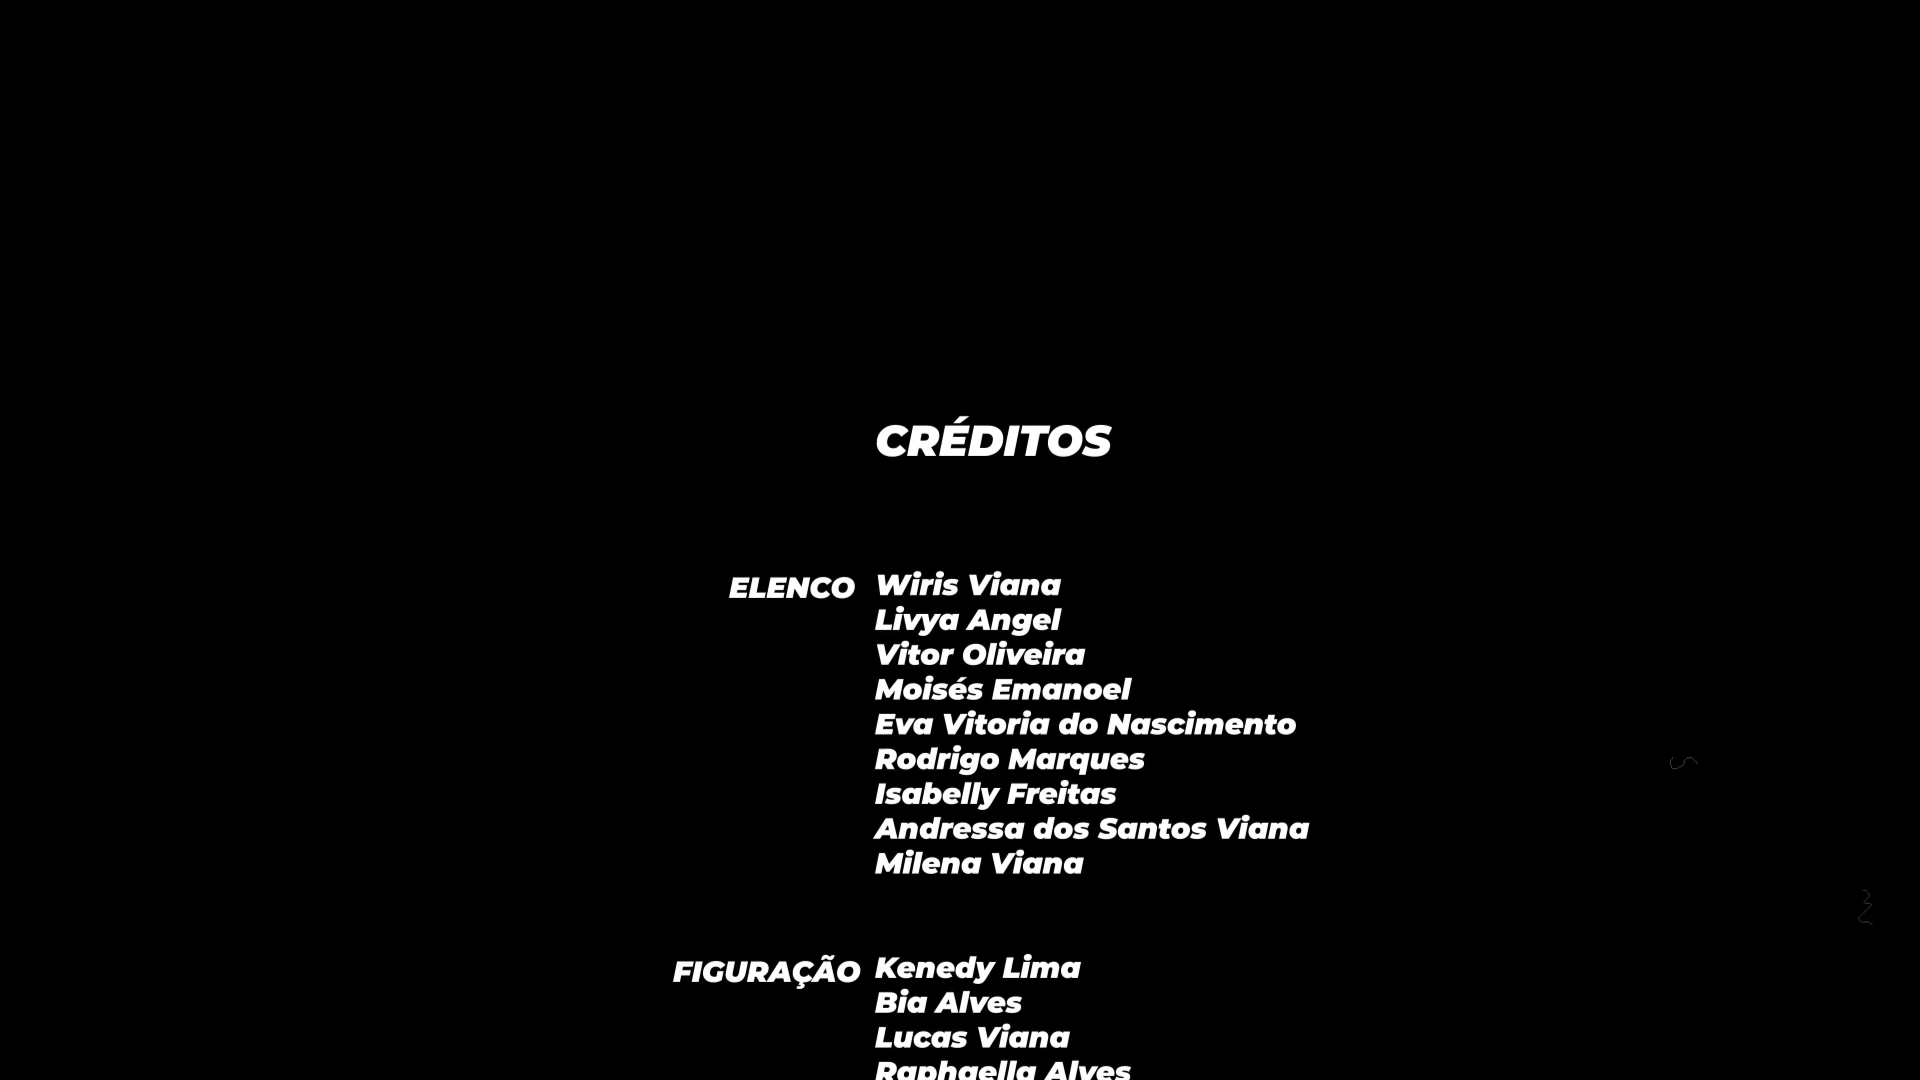 CRÉDITOS
ELENCO Wiris Viana
Livya Angel
Vitor Oliveira
Moisés Emanoel
Eva Vitoria do Nascimento
Rodrigo Marques
Isabelly Freitas
Andressa dos Santos Viana
Milena Viana
FIGURAÇÃO Kenedy Lima
Bia Alves
Lucas Viana
Raphaella Alves